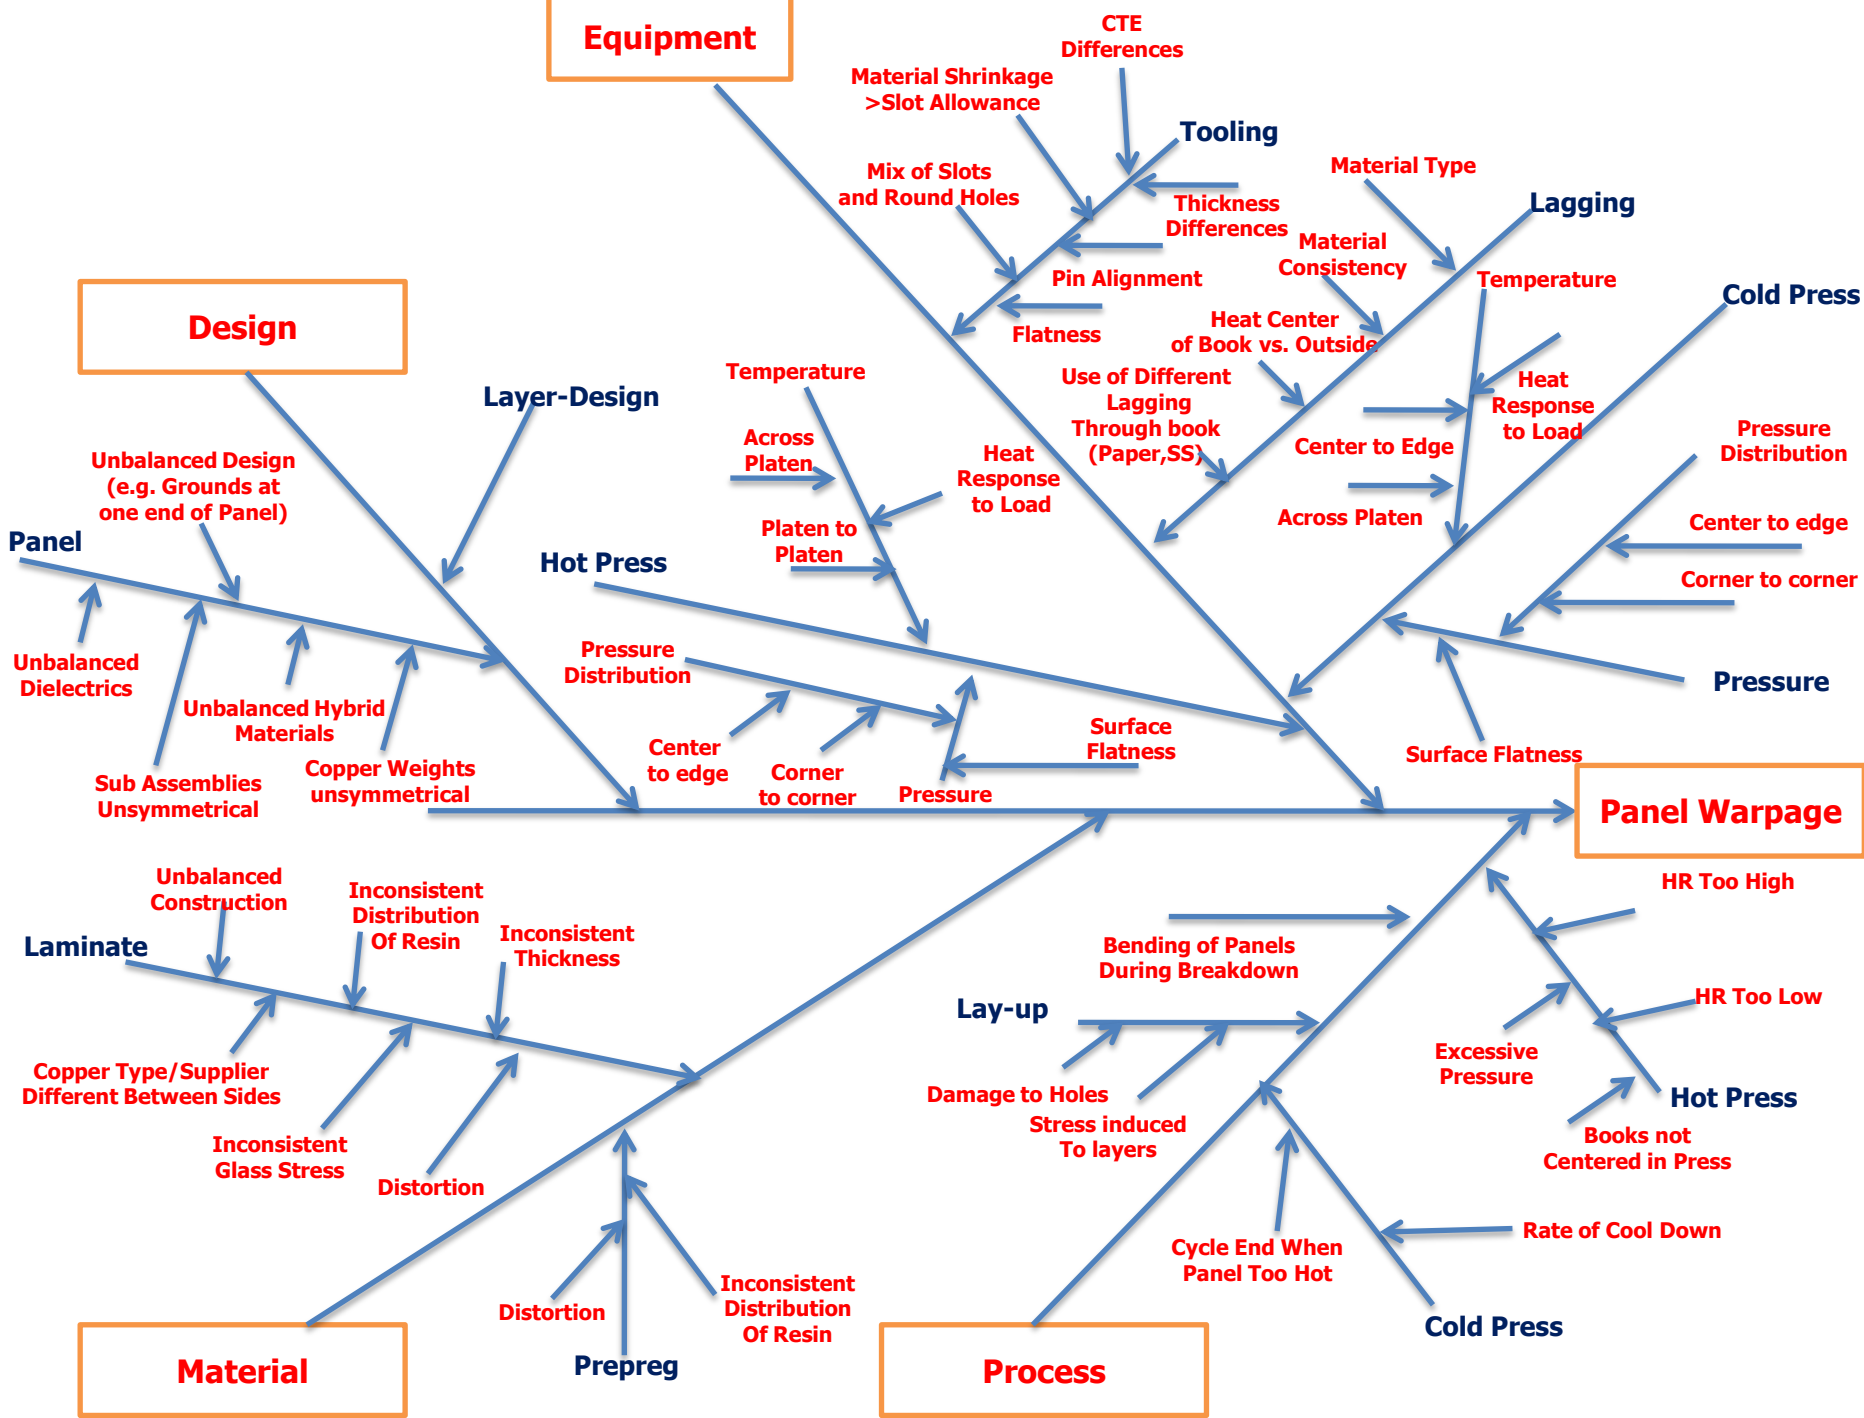 Equipment
CTE
Differences
Material Shrinkage
>Slot Allowance
Tooling
Mix of Slots
and Round Holes
Thickness
Differences
Pin Alignment
Flatness
Material Type
Lagging
Material
Consistency
Heat Center
of Book vs. Outside
Use of Different
Lagging
Through book
(Paper,SS)
Temperature
Cold Press
Heat
Response
to Load
Center to Edge
Across Platen
Pressure
Distribution
Center to edge
Corner to corner
Pressure
Surface Flatness
Design
Layer-Design
Unbalanced Design
(e.g. Grounds at
one end of Panel)
Panel
Unbalanced
Dielectrics
Unbalanced Hybrid
Materials
Sub Assemblies
Unsymmetrical
Copper Weights
unsymmetrical
Temperature
Across
Platen
Heat
Response
to Load
Platen to
Platen
Hot Press
Pressure
Distribution
Center
to edge
Corner
to corner
Surface
Flatness
Pressure
Panel Warpage
Unbalanced
Construction
Inconsistent
Distribution
Of Resin
Inconsistent
Thickness
Laminate
Copper Type/Supplier
Different Between Sides
Inconsistent
Glass Stress
Distortion
Distortion
Inconsistent
Distribution
Of Resin
Prepreg
Material
Bending of Panels
During Breakdown
Lay-up
Damage to Holes
Stress induced
To layers
HR Too High
HR Too Low
Excessive
Pressure
Hot Press
Books not
Centered in Press
Cycle End When
Panel Too Hot
Rate of Cool Down
Cold Press
Process